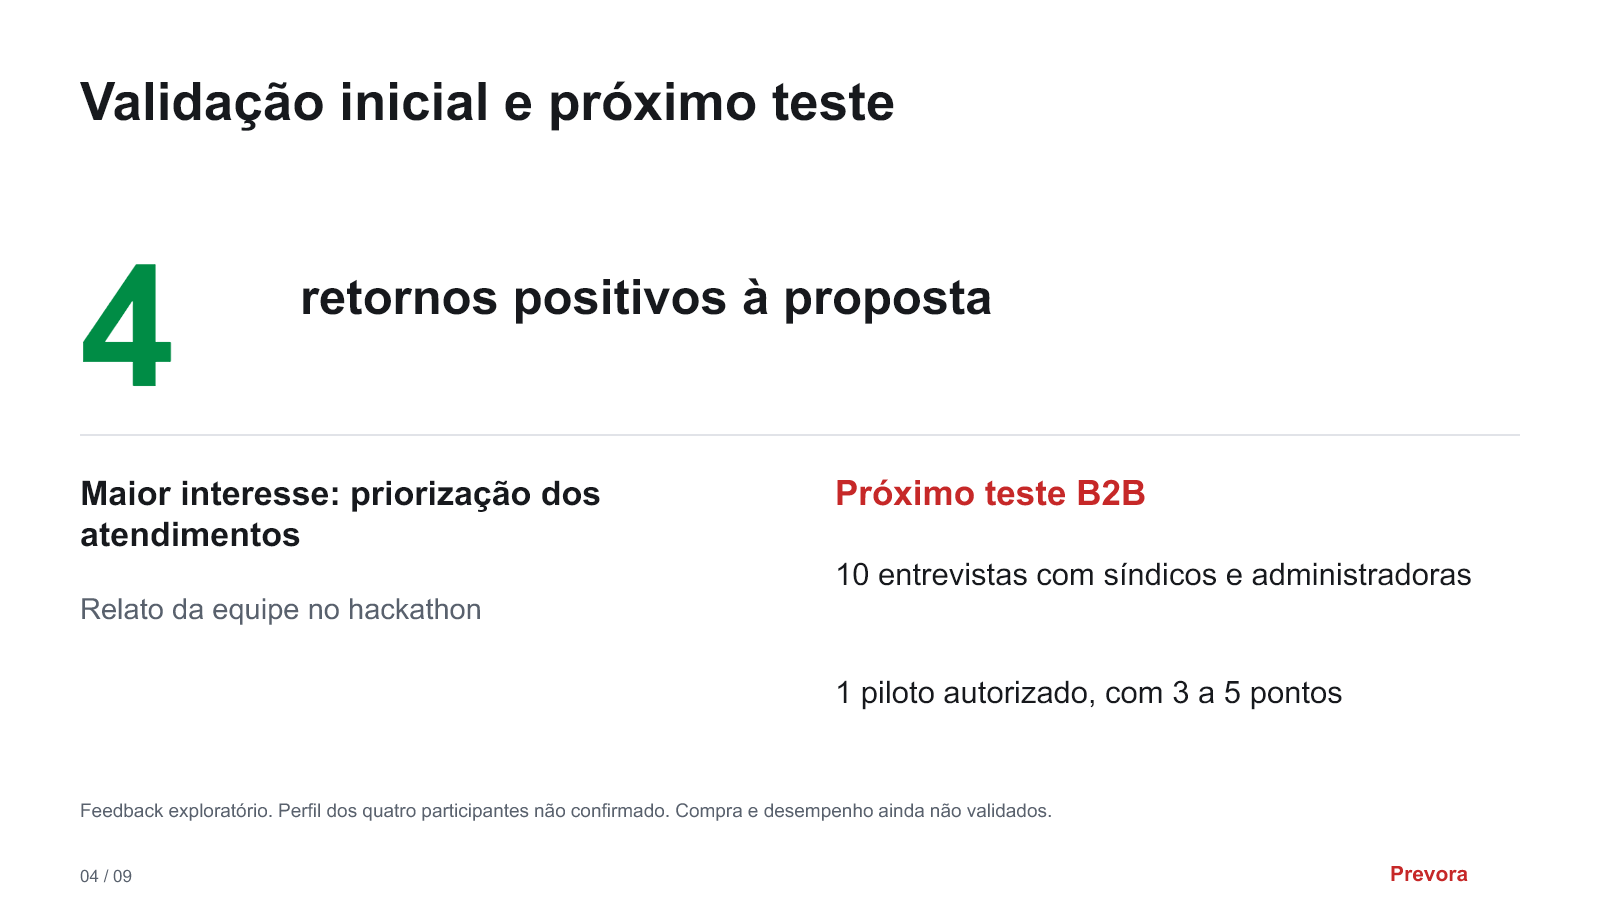 Validação inicial e próximo teste
4
retornos positivos à proposta
Maior interesse: priorização dos
atendimentos
Relato da equipe no hackathon
Próximo teste B2B
10 entrevistas com síndicos e administradoras
1 piloto autorizado, com 3 a 5 pontos
Feedback exploratório. Perfil dos quatro participantes não confirmado. Compra e desempenho ainda não validados.
04 / 09
Prevora